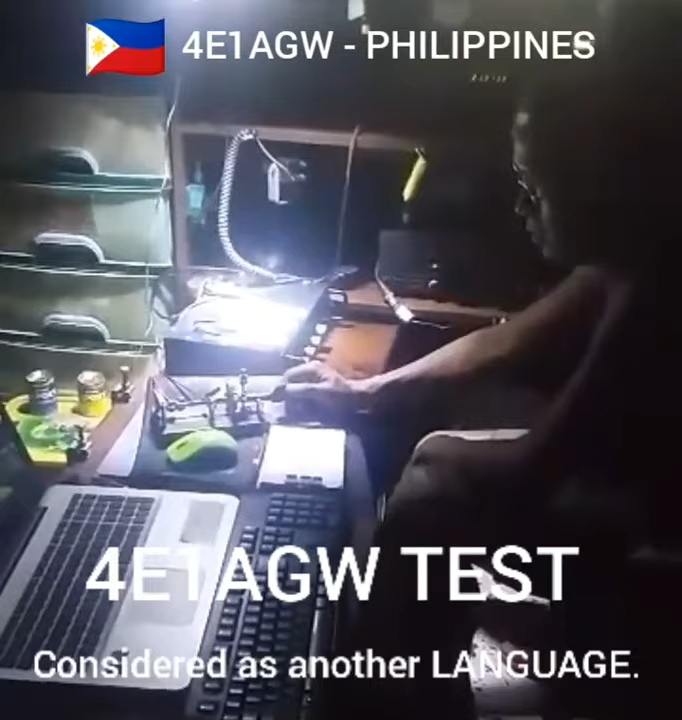 4E1AGW - PHILIPPINES
4E1AGW TEST
Considered as another LANGUAGE.